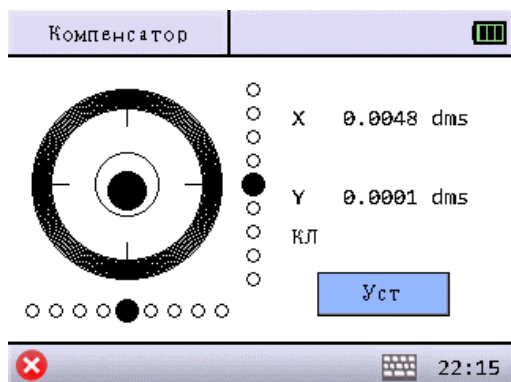 Компенсатор
X 0.0048 dms
Y 0.0001 dms
КЛ
Уст
22:15